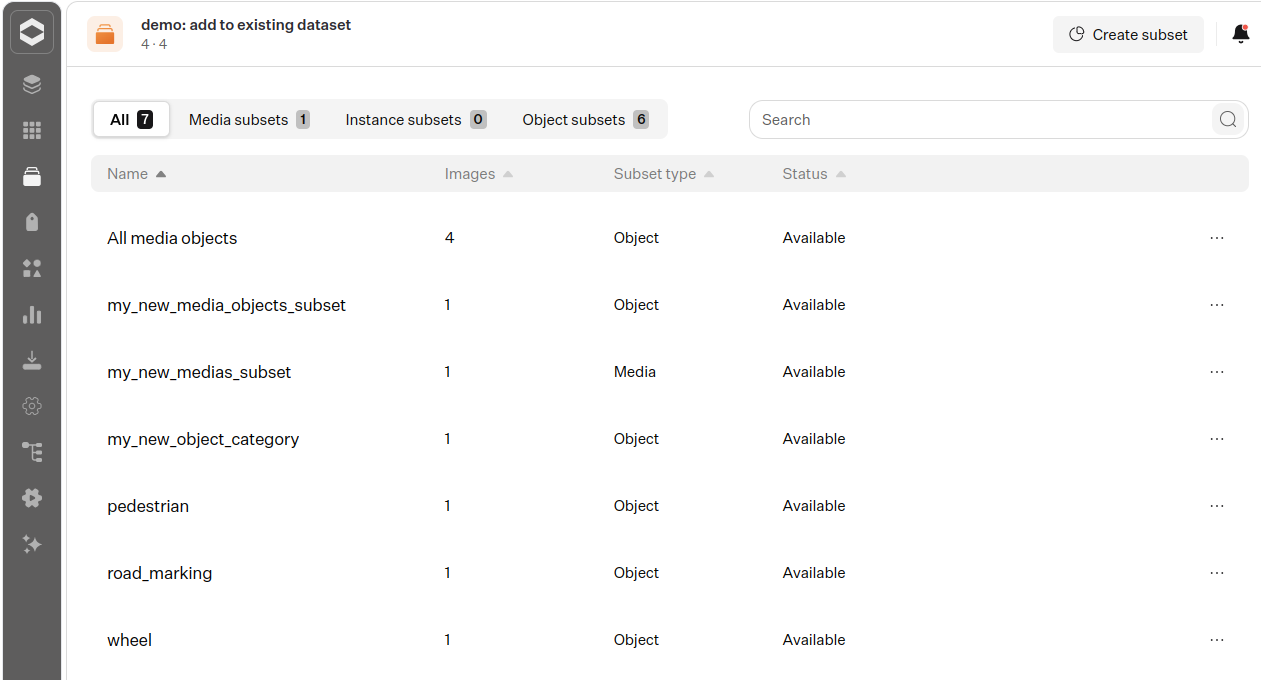 demo: add to existing dataset
4 · 4
Create subset
All 7 Media subsets 1 Instance subsets 0 Object subsets 6 Search
Name Images Subset type Status
All media objects 4 Object Available ...
my_new_media_objects_subset 1 Object Available ...
my_new_medias_subset 1 Media Available ...
my_new_object_category 1 Object Available ...
pedestrian 1 Object Available ...
road_marking 1 Object Available ...
wheel 1 Object Available ...